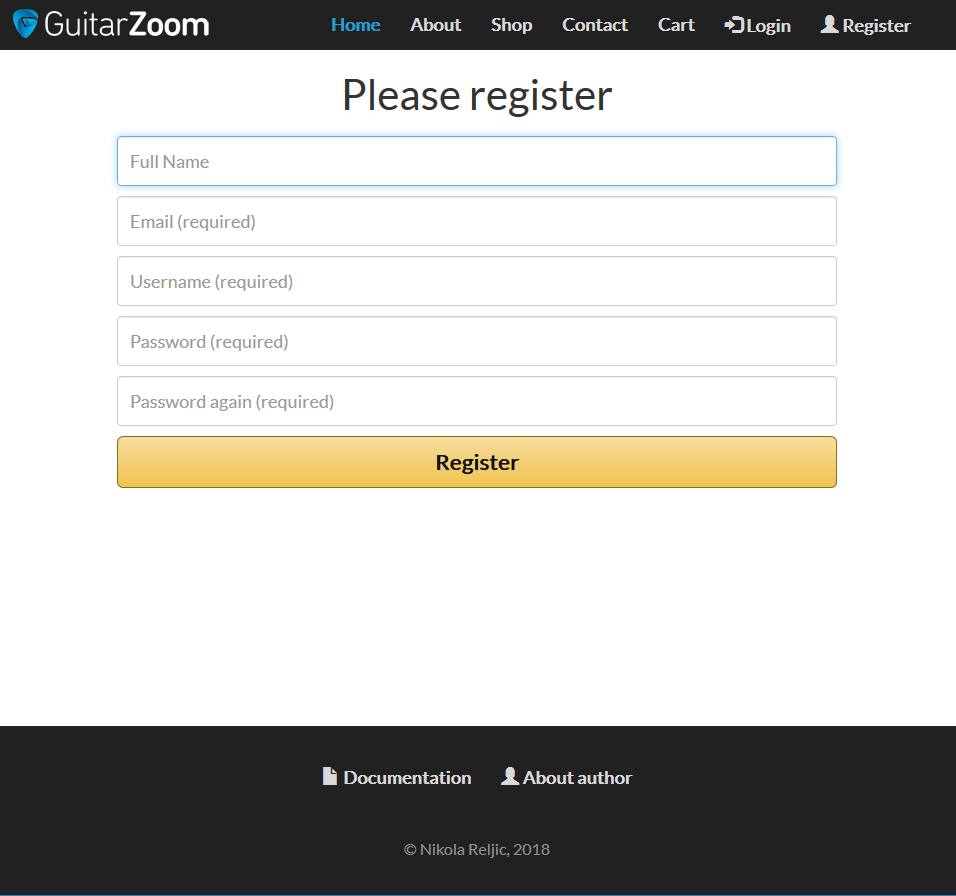 GuitarZoom Home About Shop Contact Cart Login Register
Please register
Full Name
Email (required)
Username (required)
Password (required)
Password again (required)
Register
Documentation About author
© Nikola Reljic, 2018